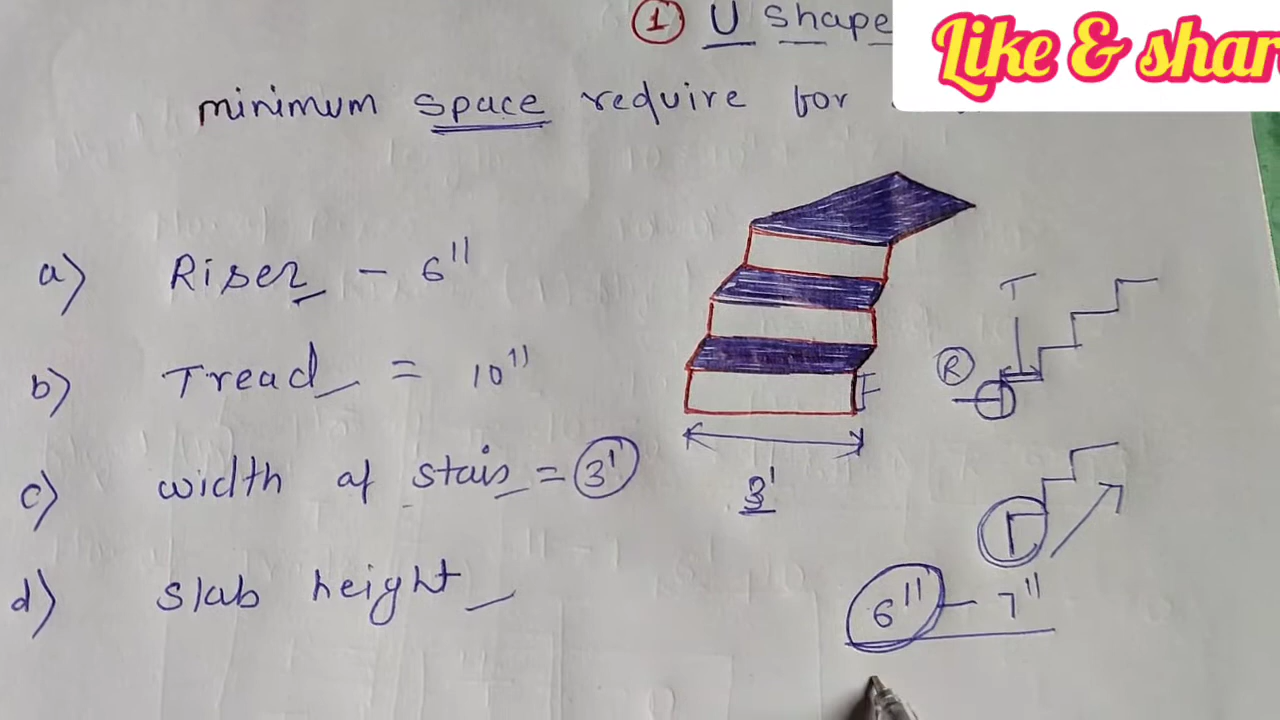 ① U Shape
Like & shar
minimum space require for
a) Riser - 6"
b) Tread = 10"
c) width of stais = 3'
d) slab height
3'
T
R
6" - 7"